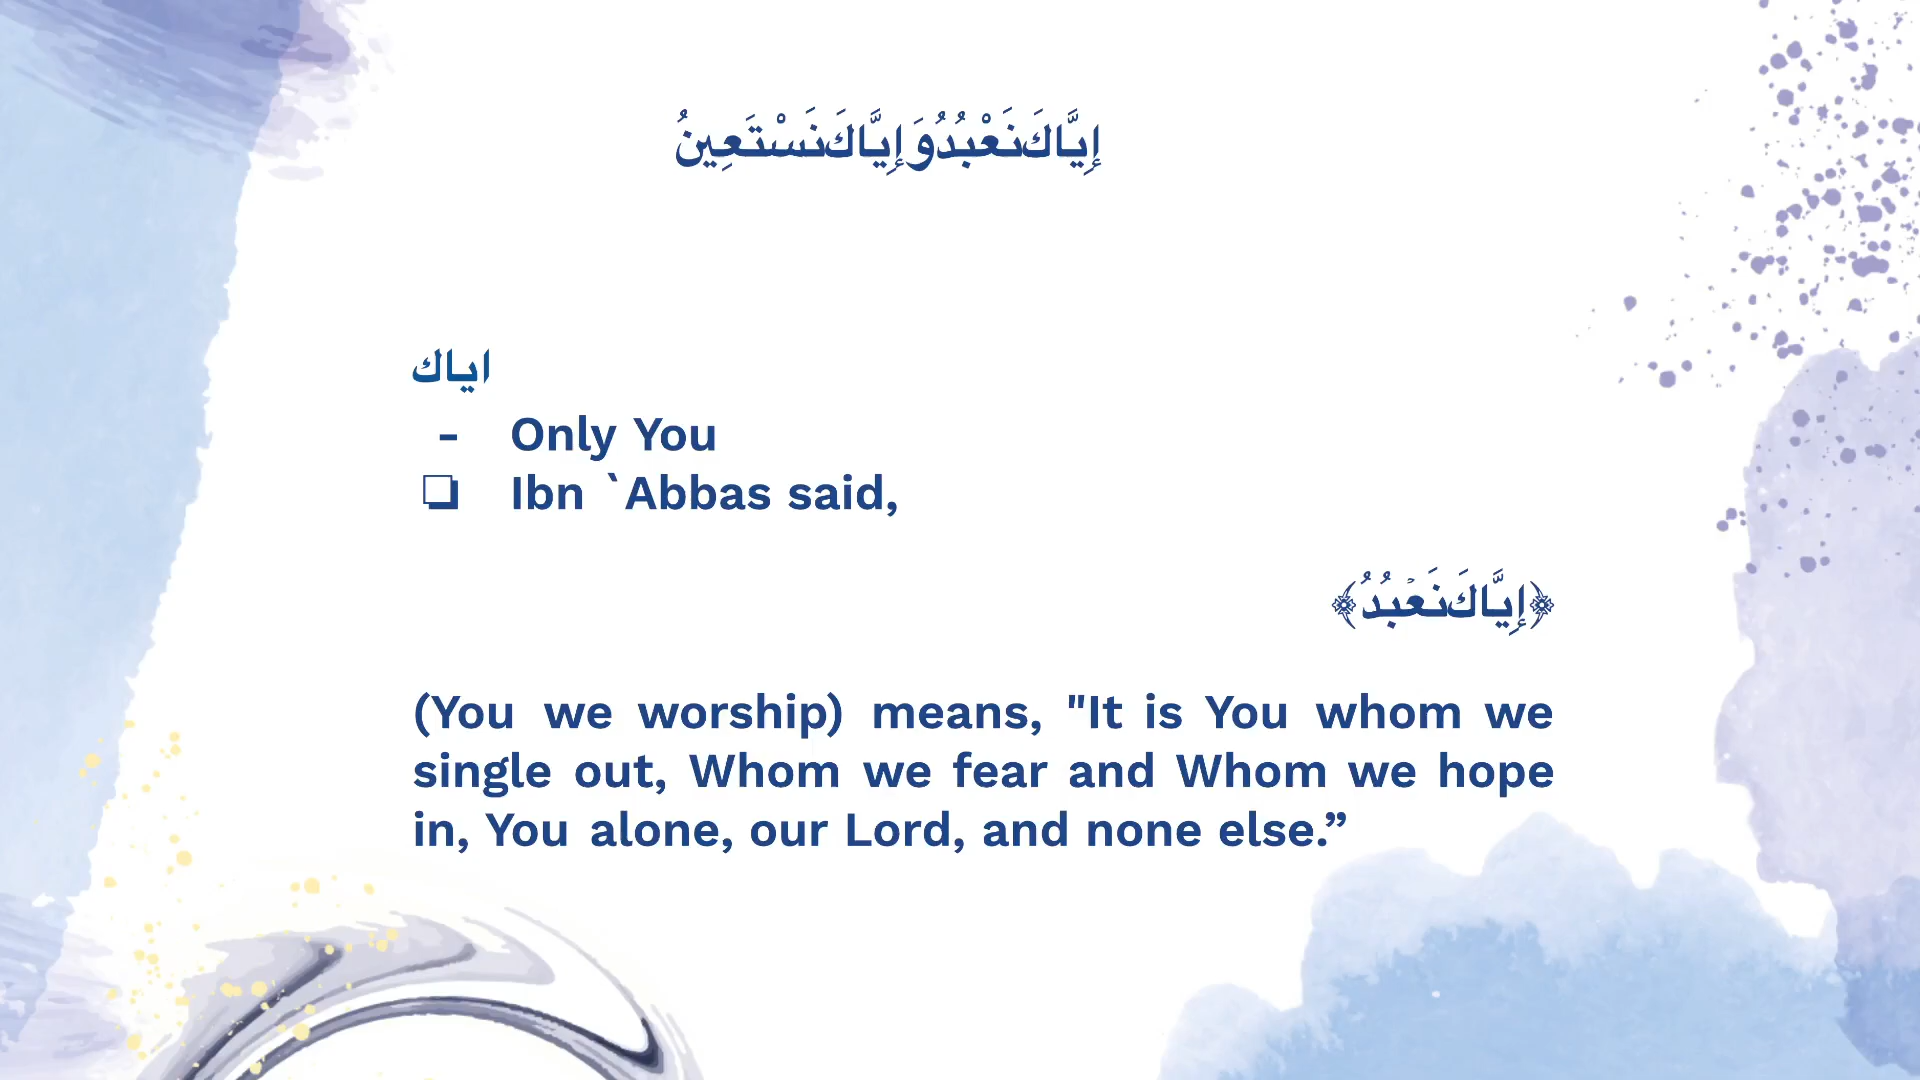 إِيَّاكَ نَعْبُدُ وَ إِيَّاكَ نَسْتَعِينُ
اياك
- Only You
❏ Ibn `Abbas said,
﴿إِيَّاكَ نَعۡبُدُ﴾
(You we worship) means, "It is You whom we
single out, Whom we fear and Whom we hope
in, You alone, our Lord, and none else.”